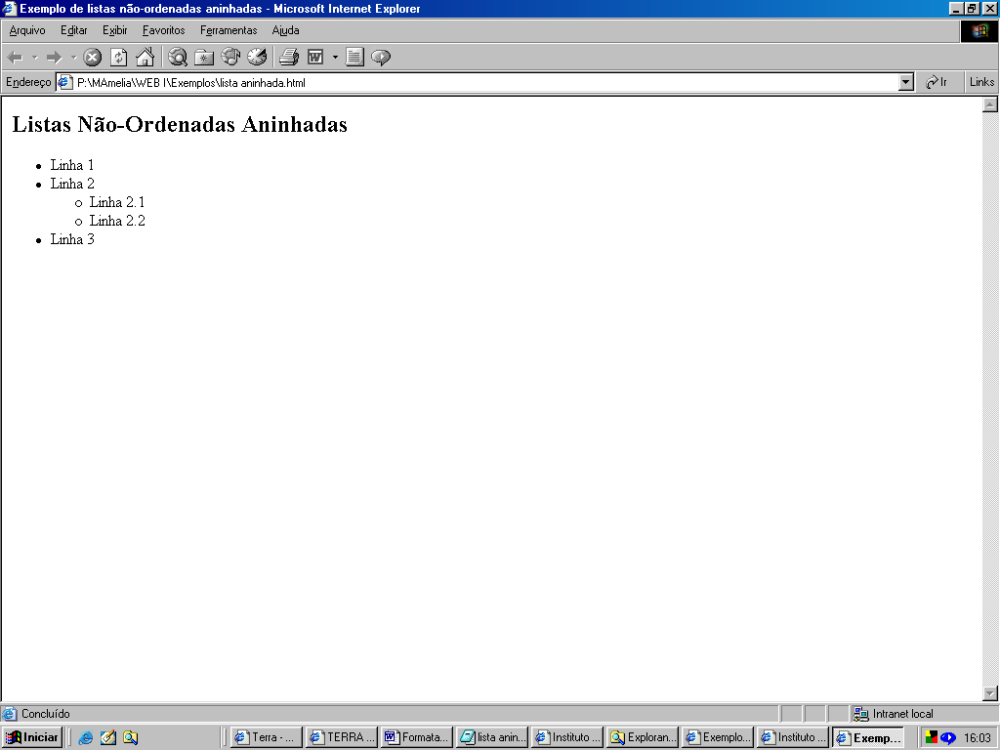 Exemplo de listas não-ordenadas aninhadas - Microsoft Internet Explorer
Arquivo Editar Exibir Favoritos Ferramentas Ajuda
Endereço P:\MAmelia\WEB I\Exemplos\lista aninhada.html Ir Links
Listas Não-Ordenadas Aninhadas
Linha 1
Linha 2
Linha 2.1
Linha 2.2
Linha 3
Concluído Intranet local
Iniciar Terra - ... TERRA ... Formata... lista anin... Instituto ... Exploran... Exemplo... Instituto ... Exemp... 16:03